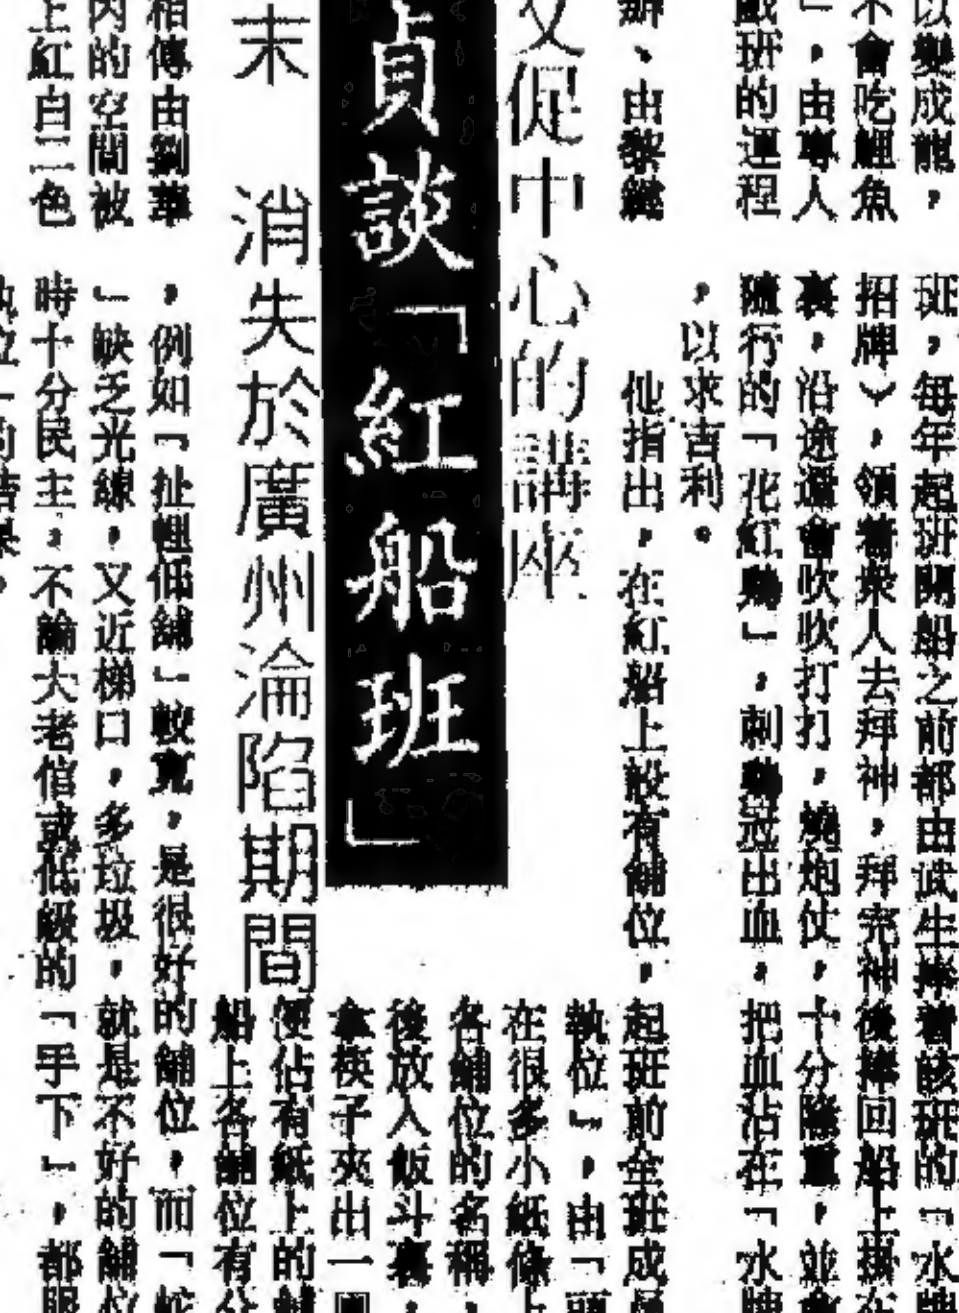 以變成龍，
不會吃鯉魚
」，由專人
戲班的運程
辦、由黎繼
文促中心的講座
貞談「紅船班」
末 消失於廣州淪陷期間
相傳由劉華
內的空間被
上紅白二色
班，每年起班開船之前都由武生捧着該班的「水牌
招牌），領着衆人去拜神，拜完神後捧回船上掛在
裏，沿途還會吹吹打打，燒炮仗，十分隆重，並會
隨行的「花紅鷄」，刺鷄冠出血，把血沾在「水牌
，以求吉利。
他指出，在紅船上設有舖位，起班前全班成員
執位」，由「頭
在很多小紙條上
各舖位的名稱，
後放入飯斗裏，
拿筷子夾出一個
便佔有紙上的舖
船上各舖位有分
，例如「扯狸低舖」較寬，是很好的舖位，而「蛇
」缺乏光線，又近梯口，多垃圾，就是不好的舖位
時十分民主，不論大老倌或低級的「手下」，都照